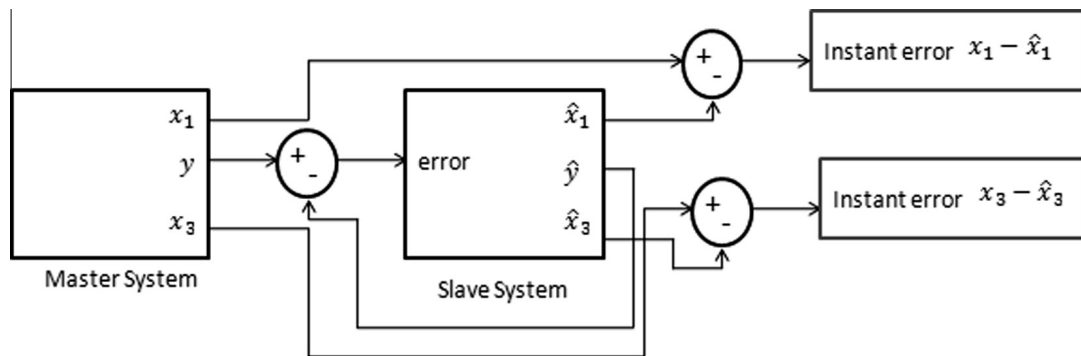 x₁
y
x₃
Master System
+
-
error
x̂₁
ŷ
x̂₃
Slave System
+
-
Instant error x₁ − x̂₁
+
-
Instant error x₃ − x̂₃